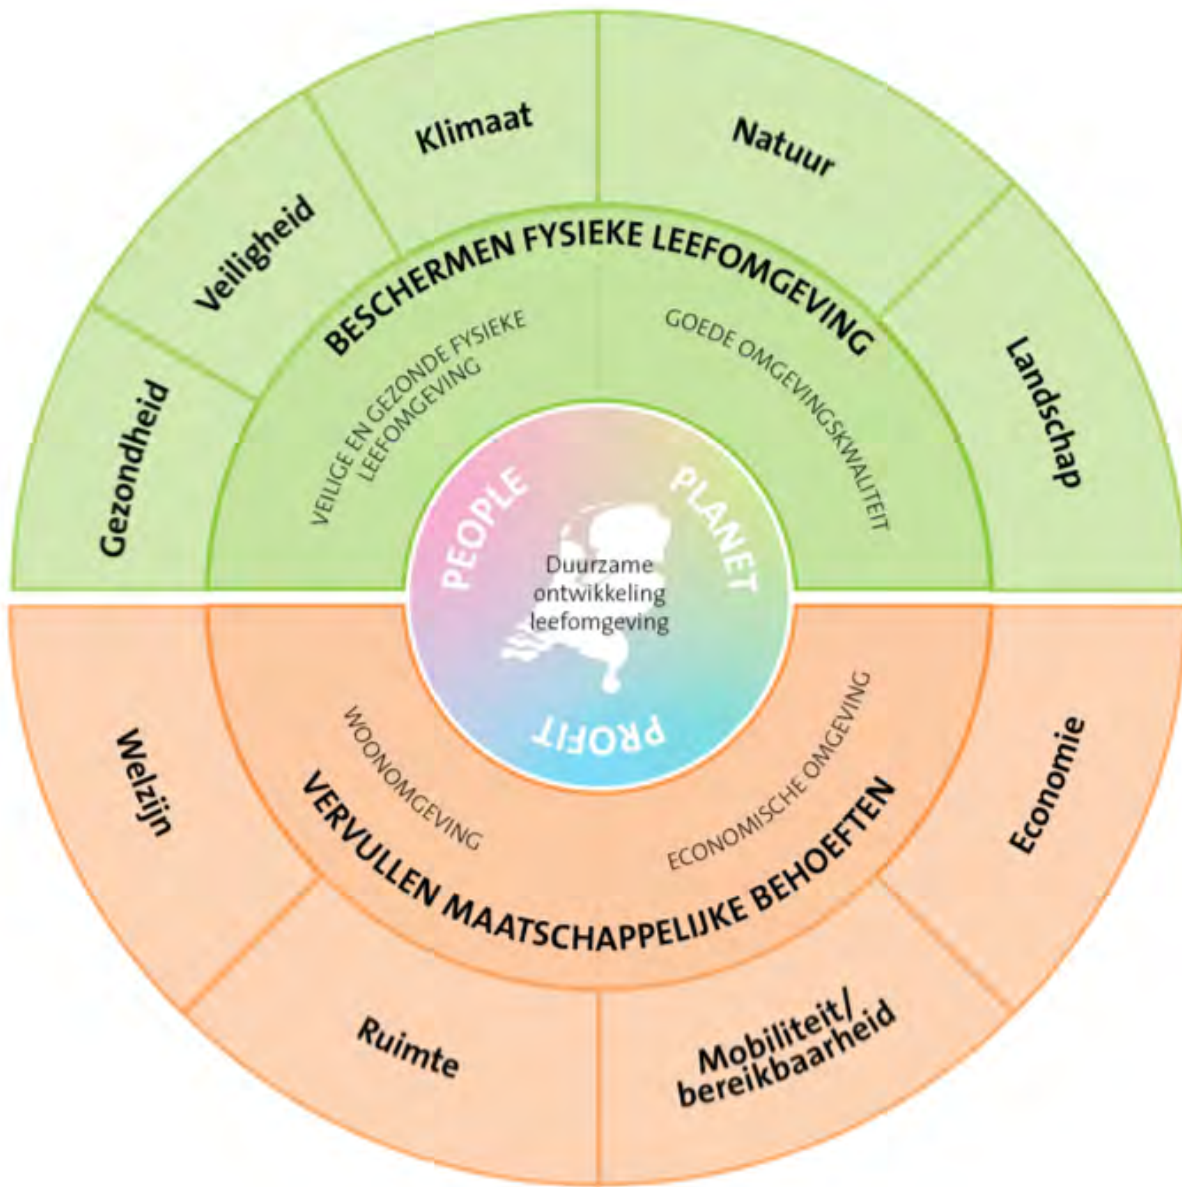 Klimaat
Natuur
Veiligheid
Landschap
Gezondheid
BESCHERMEN FYSIEKE LEEFOMGEVING
VEILIGE EN GEZONDE FYSIEKE
LEEFOMGEVING
GOEDE OMGEVINGSKWALITEIT
PEOPLE
PLANET
PROFIT
Duurzame
ontwikkeling
leefomgeving
WOONOMGEVING
ECONOMISCHE OMGEVING
VERVULLEN MAATSCHAPPELIJKE BEHOEFTEN
Welzijn
Economie
Ruimte
Mobiliteit/
bereikbaarheid